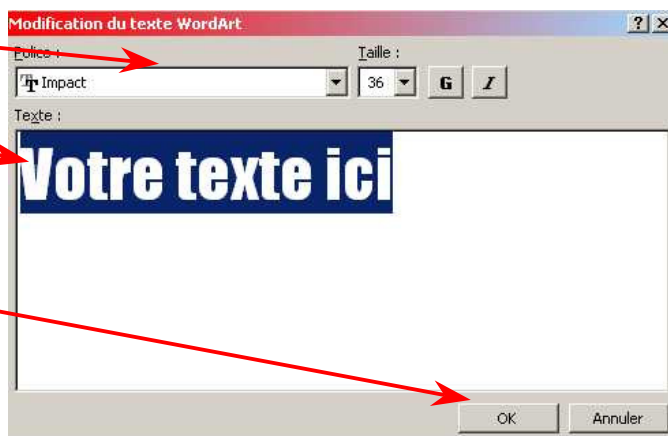 Modification du texte WordArt ? ×
Police : Taille :
Impact 36 G I
Texte :
Votre texte ici
OK Annuler